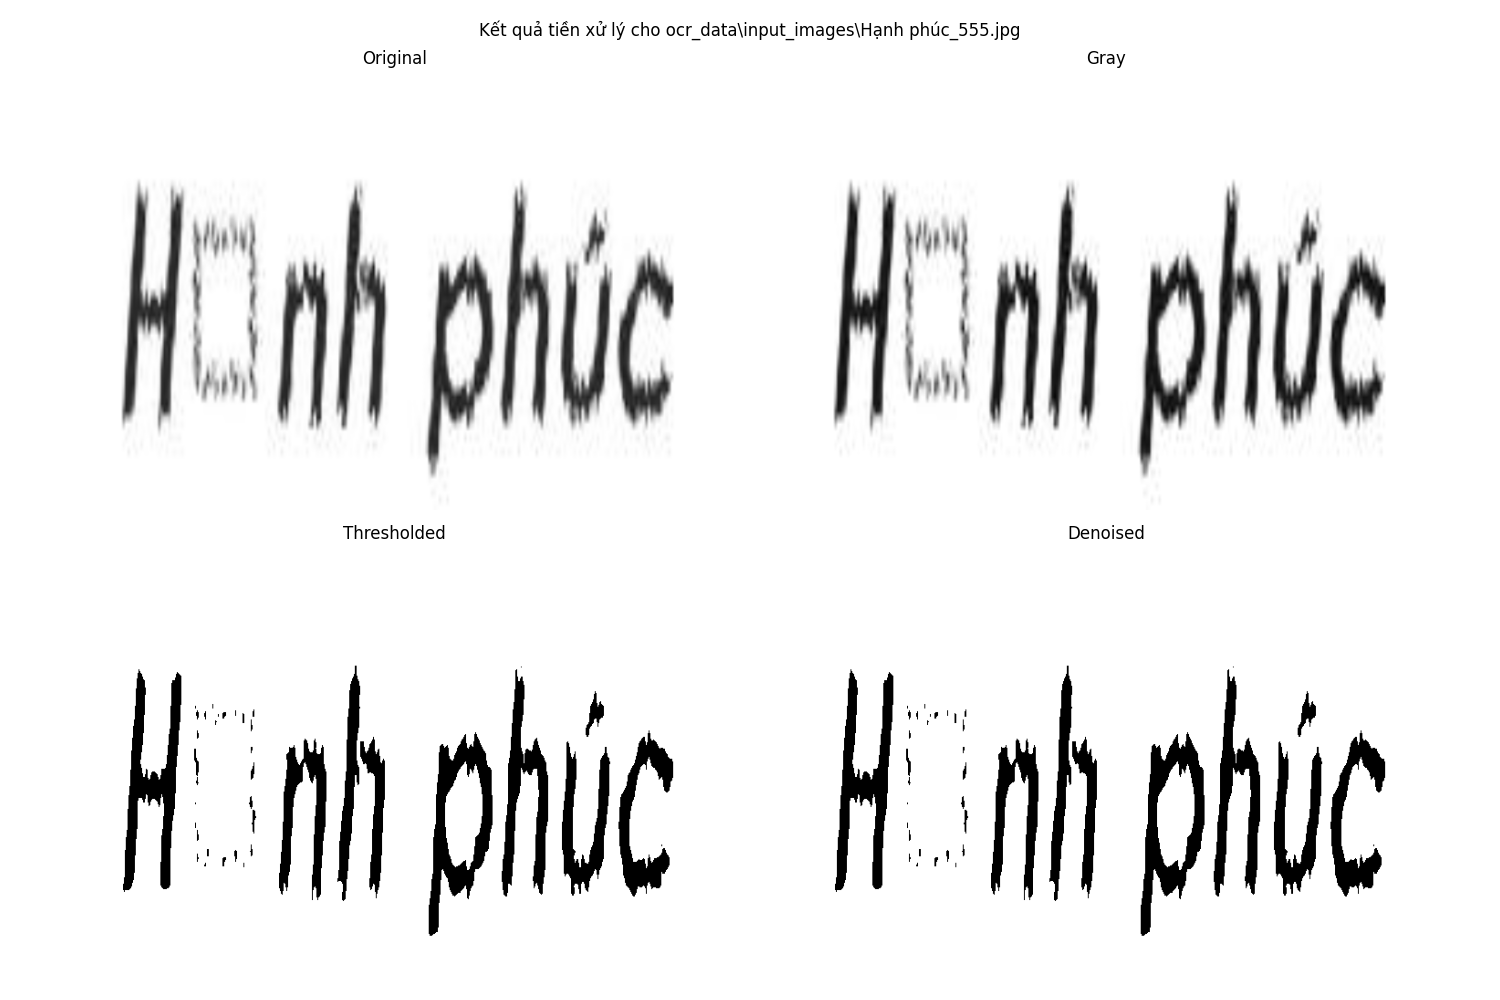 Kết quả tiền xử lý cho ocr_data\input_images\Hạnh phúc_555.jpg
Original
Gray
H□nh phúc
H□nh phúc
Thresholded
Denoised
H□nh phúc
H□nh phúc